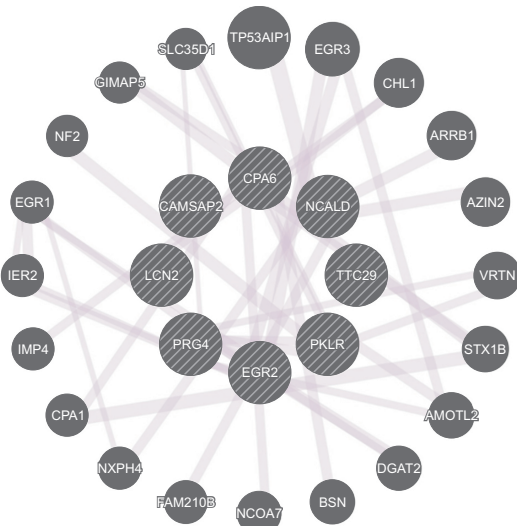 TP53AIP1
SLC35D1
EGR3
GIMAP5
CHL1
NF2
ARRB1
CPA6
CAMSAP2
NCALD
EGR1
AZIN2
IER2
LCN2
TTC29
VRTN
PRG4
PKLR
IMP4
STX1B
EGR2
CPA1
AMOTL2
NXPH4
DGAT2
FAM210B
BSN
NCOA7